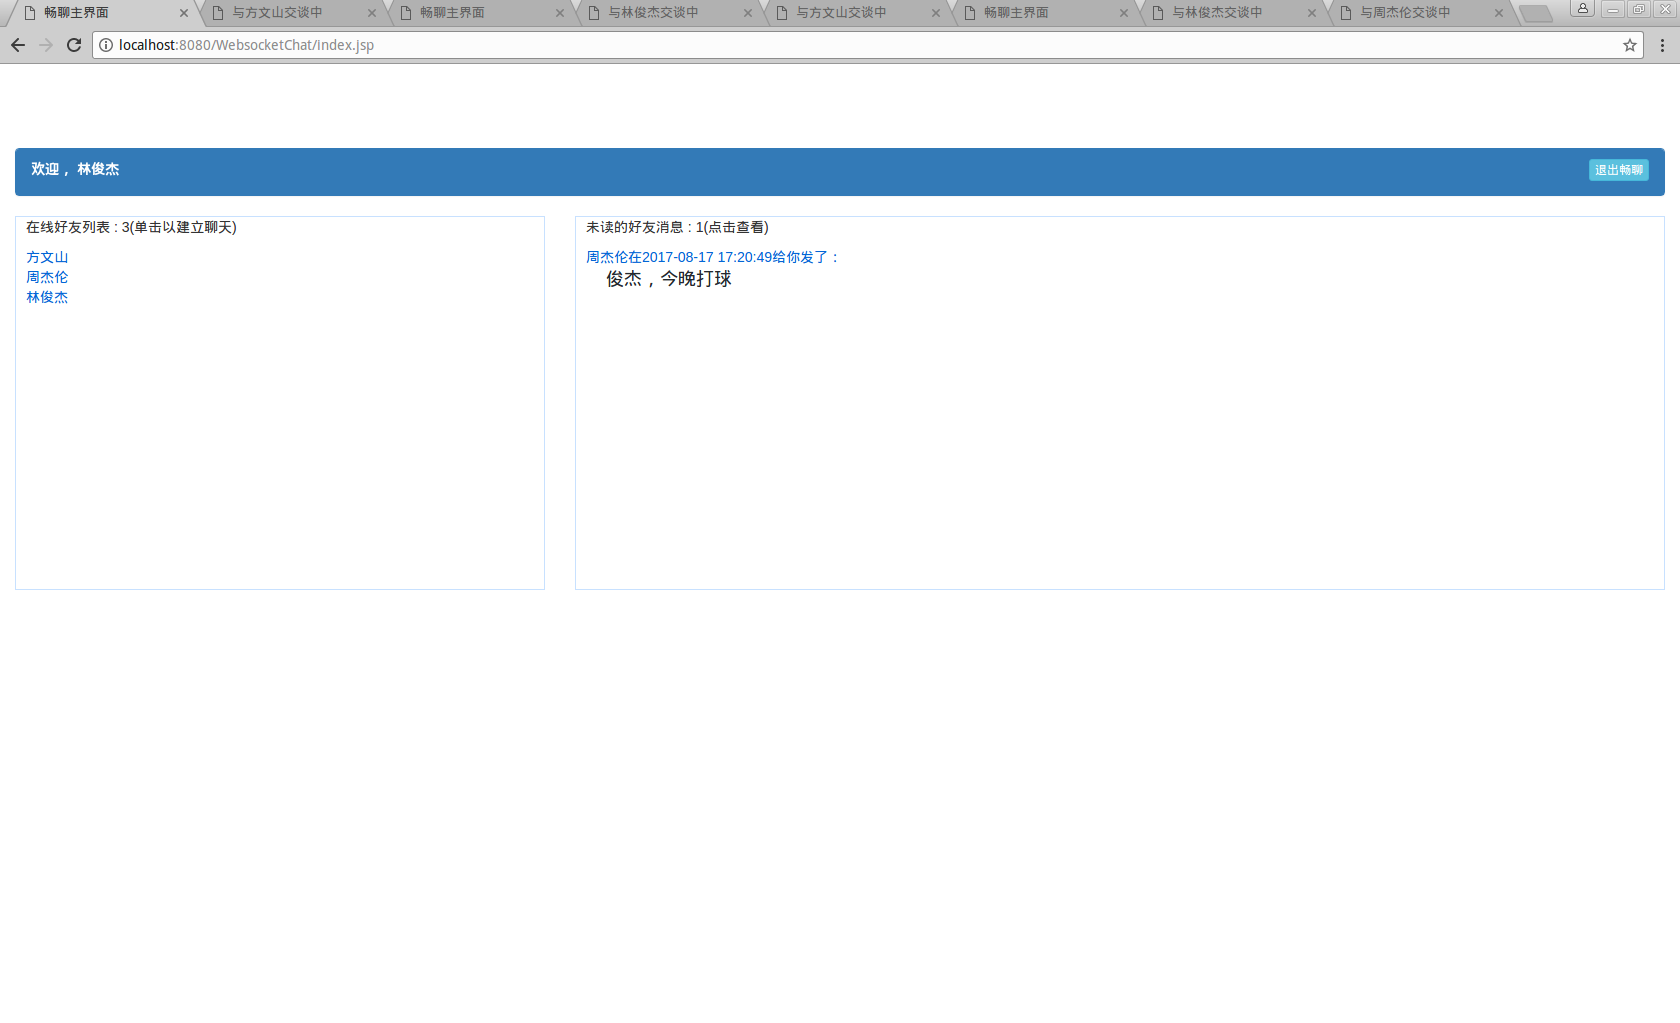 畅聊主界面 与方文山交谈中 畅聊主界面 与林俊杰交谈中 与方文山交谈中 畅聊主界面 与林俊杰交谈中 与周杰伦交谈中
localhost:8080/WebsocketChat/index.jsp
欢迎，林俊杰 退出畅聊
在线好友列表 : 3(单击以建立聊天)
方文山
周杰伦
林俊杰
未读的好友消息 : 1(点击查看)
周杰伦在2017-08-17 17:20:49给你发了：
俊杰，今晚打球